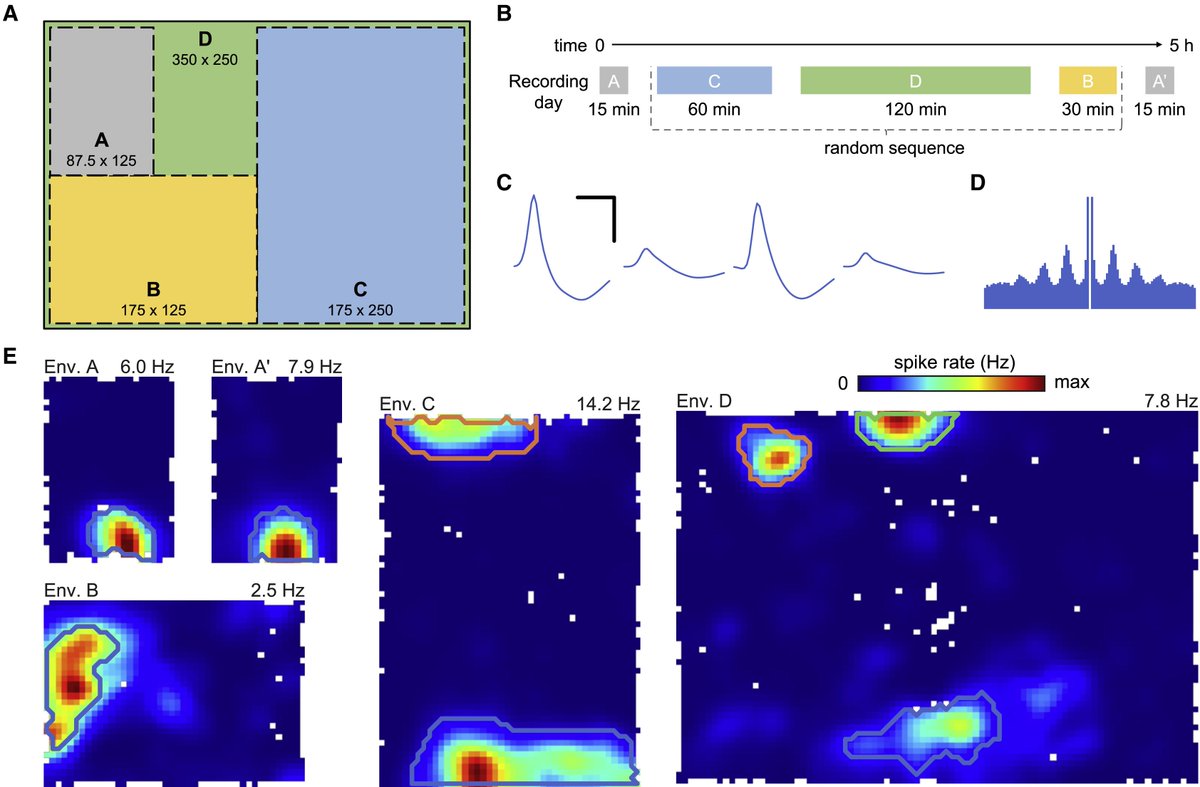 A
D
350 x 250
A
87.5 x 125
B
175 x 125
C
175 x 250
B
time 0 5 h
Recording day
A C D B A'
15 min 60 min 120 min 30 min 15 min
random sequence
C
D
E
Env. A 6.0 Hz
Env. A' 7.9 Hz
Env. B 2.5 Hz
Env. C 14.2 Hz
spike rate (Hz)
0 max
Env. D 7.8 Hz